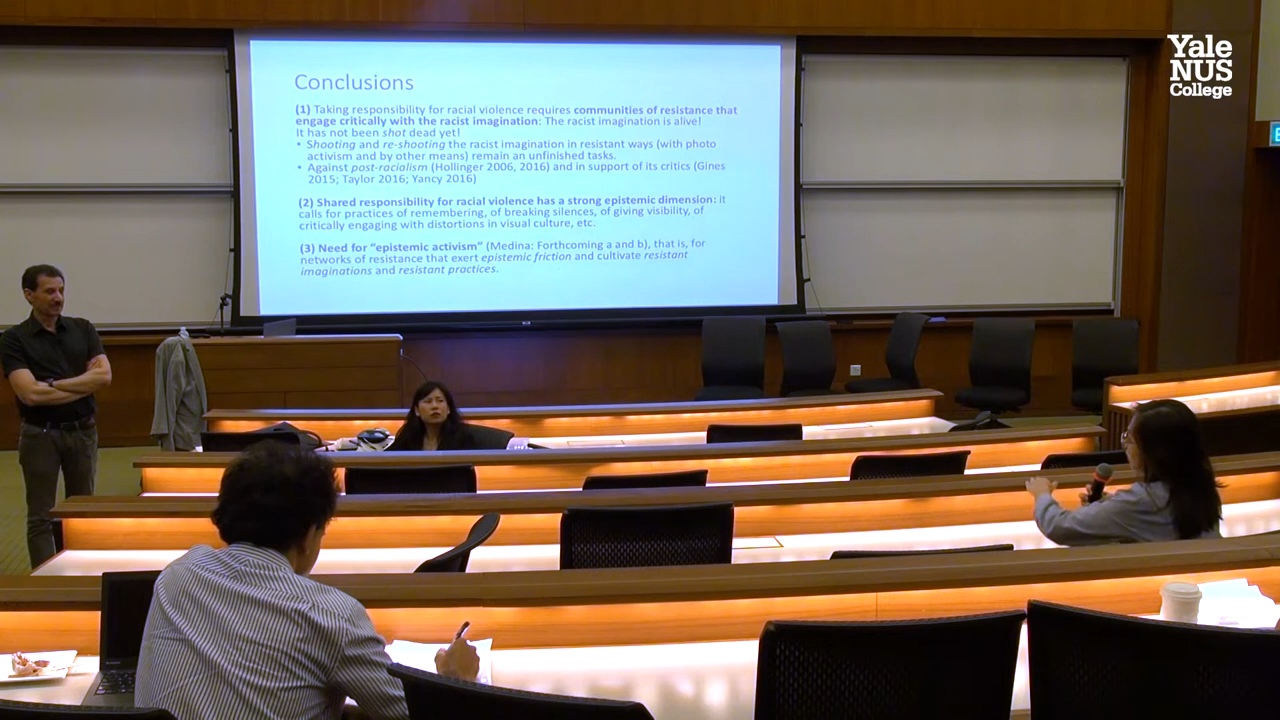 Yale
NUS
College
Conclusions
(1) Taking responsibility for racial violence requires communities of resistance that
engage critically with the racist imagination: The racist imagination is alive!
It has not been shot dead yet!
• Shooting and re-shooting the racist imagination in resistant ways (with photo
activism and by other means) remain an unfinished tasks.
• Against post-racialism (Hollinger 2006, 2016) and in support of its critics (Gines
2015; Taylor 2016; Yancy 2016)
(2) Shared responsibility for racial violence has a strong epistemic dimension: it
calls for practices of remembering, of breaking silences, of giving visibility, of
critically engaging with distortions in visual culture, etc.
(3) Need for "epistemic activism" (Medina: Forthcoming a and b), that is, for
networks of resistance that exert epistemic friction and cultivate resistant
imaginations and resistant practices.